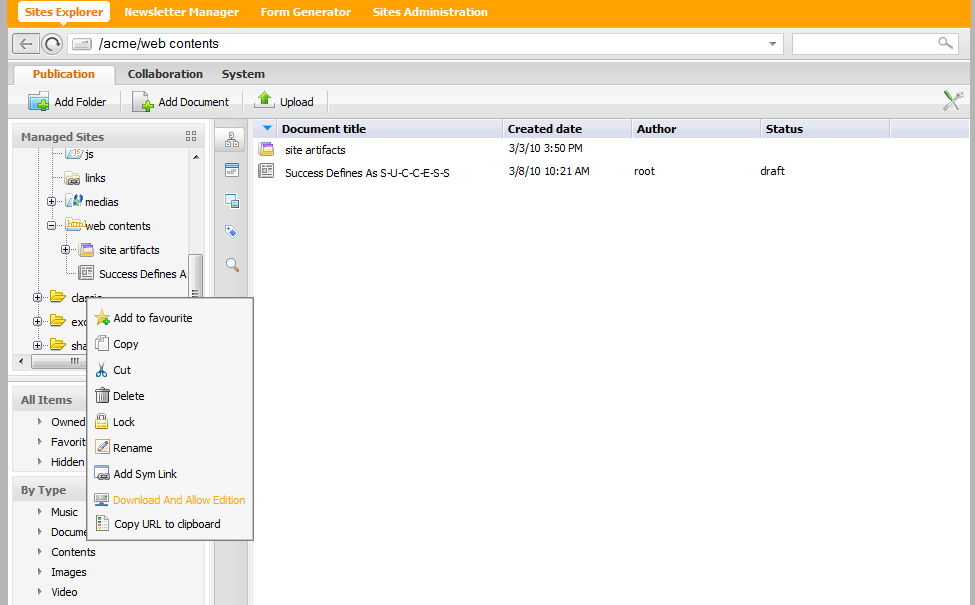 Sites Explorer Newsletter Manager Form Generator Sites Administration
/acme/web contents
Publication Collaboration System
Add Folder Add Document Upload
Managed Sites
js
links
medias
web contents
site artifacts
Success Defines A
Document title Created date Author Status
site artifacts 3/3/10 3:50 PM
Success Defines As S-U-C-C-E-S-S 3/8/10 10:21 AM root draft
Add to favourite
Copy
Cut
Delete
Lock
Rename
Add Sym Link
Download And Allow Edition
Copy URL to clipboard
All Items
Owned
Favorit
Hidden
By Type
Music
Docume
Contents
Images
Video